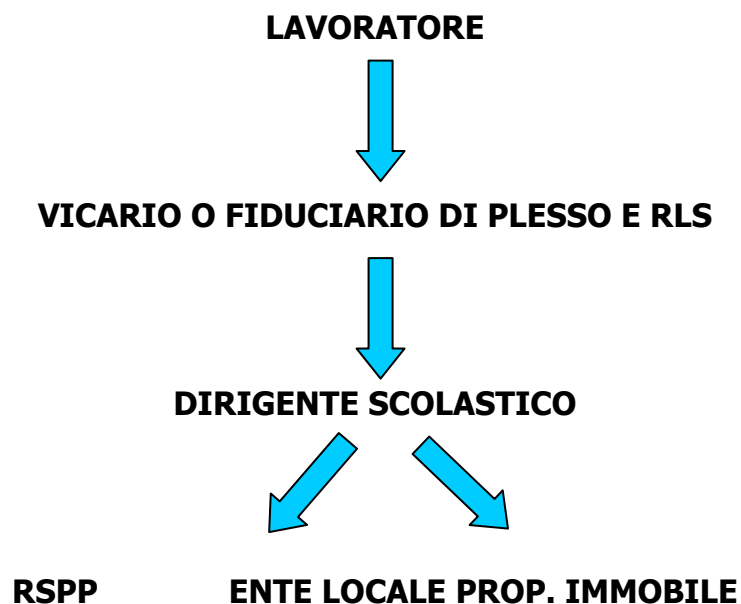 LAVORATORE
VICARIO O FIDUCIARIO DI PLESSO E RLS
DIRIGENTE SCOLASTICO
RSPP ENTE LOCALE PROP. IMMOBILE